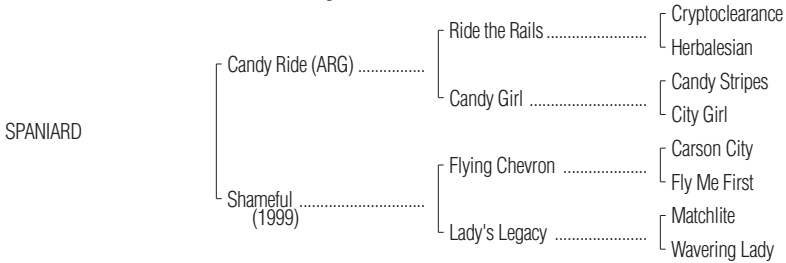 Cryptoclearance
Ride the Rails ........................
Herbalesian
Candy Ride (ARG) ................
Candy Stripes
Candy Girl ............................
City Girl
SPANIARD
Carson City
Flying Chevron ....................
Fly Me First
Shameful ..............................
(1999)
Matchlite
Lady's Legacy ......................
Wavering Lady